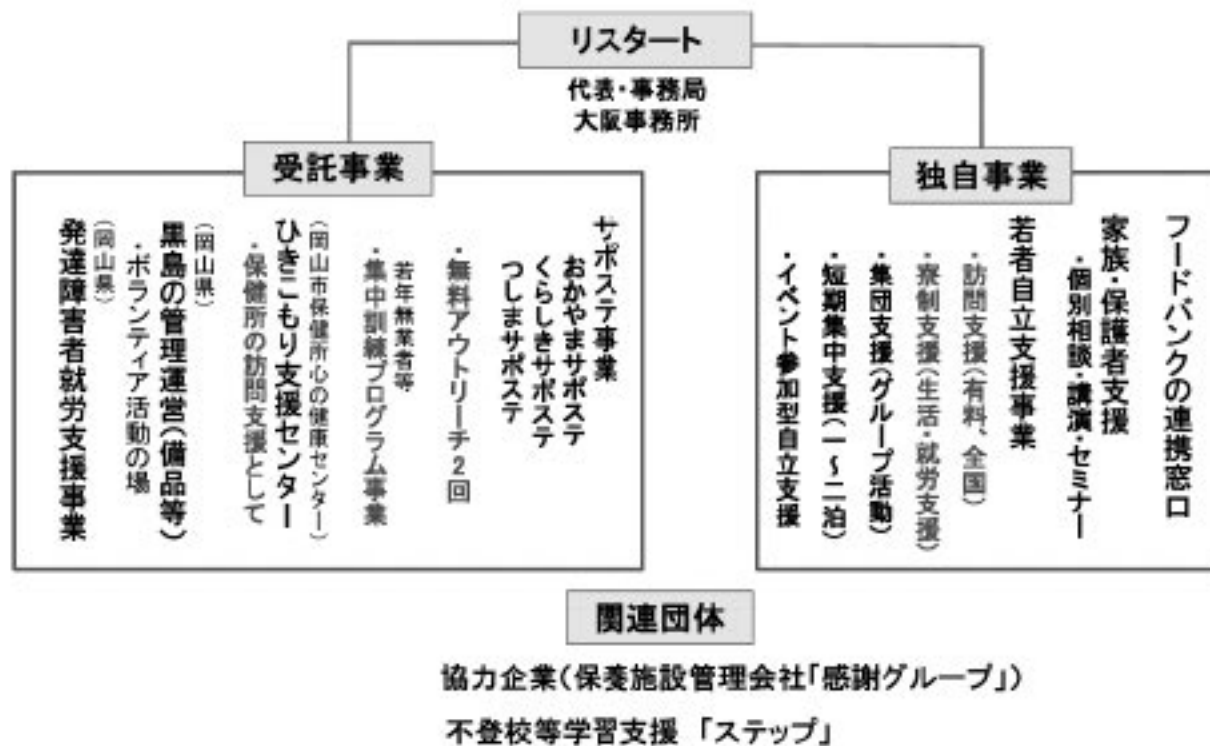 リスタート
代表・事務局
大阪事務所
受託事業
サポステ事業
おかやまサポステ
くらしきサポステ
つしまサポステ
・無料アウトリーチ2回
若年無業者等
・集中訓練プログラム事業
(岡山市保健所心の健康センター)
ひきこもり支援センター
・保健所の訪問支援として
(岡山県)
黒島の管理運営(備品等)
・ボランティア活動の場
(岡山県)
発達障害者就労支援事業
独自事業
フードバンクの連携窓口
家族・保護者支援
・個別相談・講演・セミナー
若者自立支援事業
・訪問支援(有料、全国)
・寮制支援(生活・就労支援)
・集団支援(グループ活動)
・短期集中支援(一~二泊)
・イベント参加型自立支援
関連団体
協力企業(保養施設管理会社「感謝グループ」)
不登校等学習支援 「ステップ」